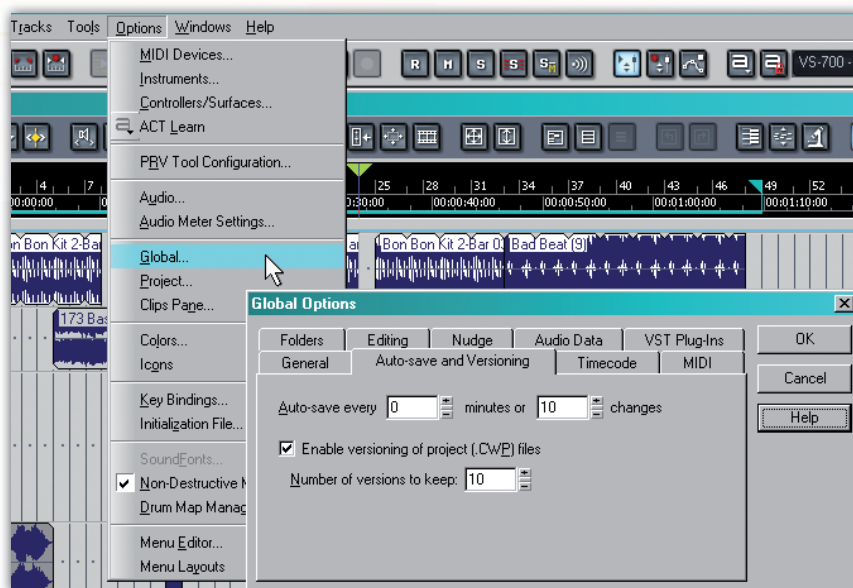 Tracks Tools Options Windows Help
MIDI Devices...
Instruments...
Controllers/Surfaces...
ACT Learn
PRV Tool Configuration...
Audio...
Audio Meter Settings...
Global...
Project...
Clips Pane...
Colors...
Icons
Key Bindings...
Initialization File...
SoundFonts...
Non-Destructive M
Drum Map Manag
Menu Editor...
Menu Layouts
R M S
VS-700 -
4 7 25 28 31 34 37 40 43 46 49 52
00:00:00 0:30:00 00:00:40:00 00:00:50:00 00:01:00:00 00:01:10:00
n Bon Kit 2-Bar Bon Bon Kit 2-Bar 03 Bad Beat (9)
173 Bas
Global Options
Folders Editing Nudge Audio Data VST Plug-Ins
General Auto-save and Versioning Timecode MIDI
OK
Cancel
Help
Auto-save every 0 minutes or 10 changes
Enable versioning of project (.CWP) files
Number of versions to keep: 10